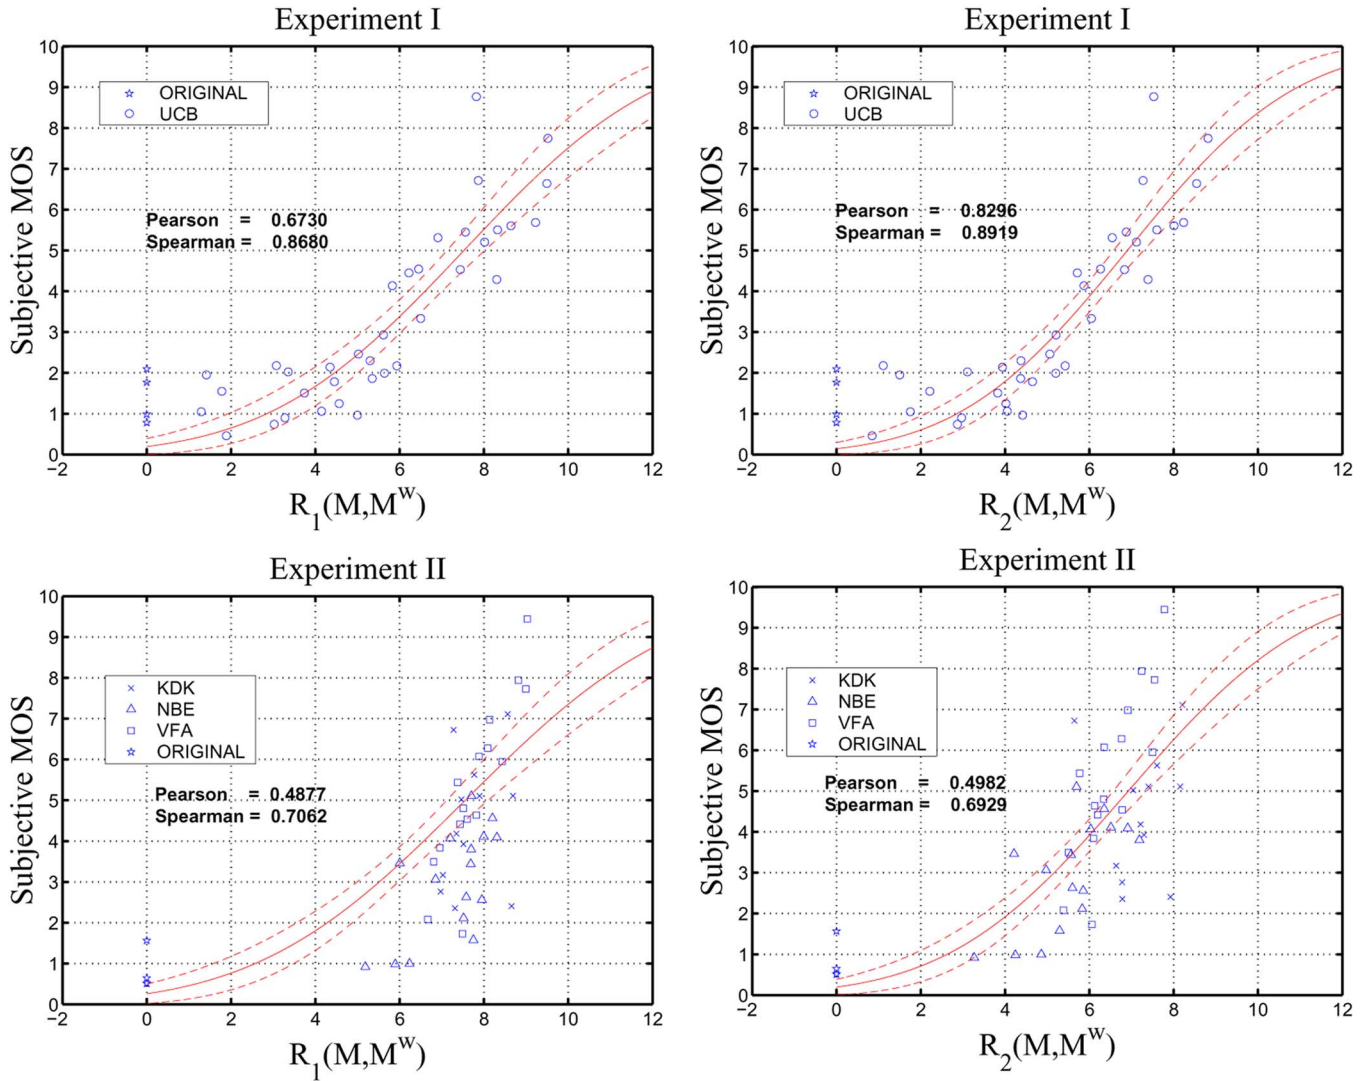 Experiment I
10
9
8
7
6
5
4
3
2
1
0
Subjective MOS
ORIGINAL
UCB
Pearson = 0.6730
Spearman = 0.8680
−2 0 2 4 6 8 10 12
R1(M,Mw)
Experiment I
10
9
8
7
6
5
4
3
2
1
0
Subjective MOS
ORIGINAL
UCB
Pearson = 0.8296
Spearman = 0.8919
−2 0 2 4 6 8 10 12
R2(M,Mw)
Experiment II
10
9
8
7
6
5
4
3
2
1
0
Subjective MOS
KDK
NBE
VFA
ORIGINAL
Pearson = 0.4877
Spearman = 0.7062
−2 0 2 4 6 8 10 12
R1(M,Mw)
Experiment II
10
9
8
7
6
5
4
3
2
1
0
Subjective MOS
KDK
NBE
VFA
ORIGINAL
Pearson = 0.4982
Spearman = 0.6929
−2 0 2 4 6 8 10 12
R2(M,Mw)